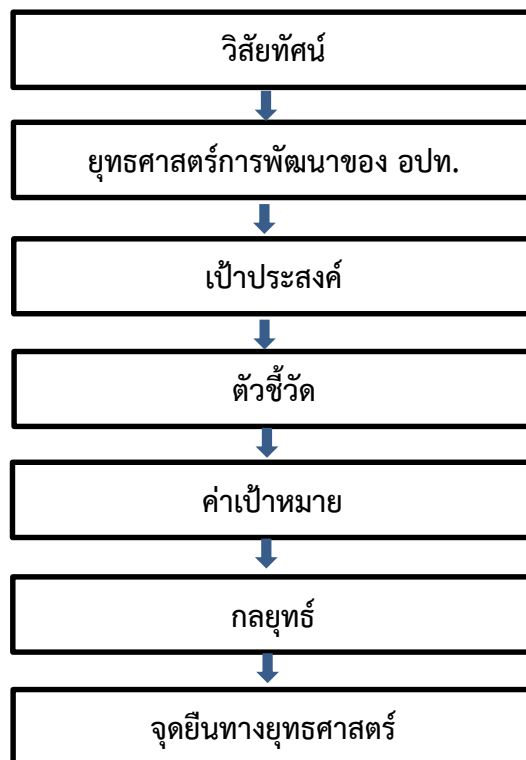 วิสัยทัศน์
ยุทธศาสตร์การพัฒนาของ อปท.
เป้าประสงค์
ตัวชี้วัด
ค่าเป้าหมาย
กลยุทธ์
จุดยืนทางยุทธศาสตร์